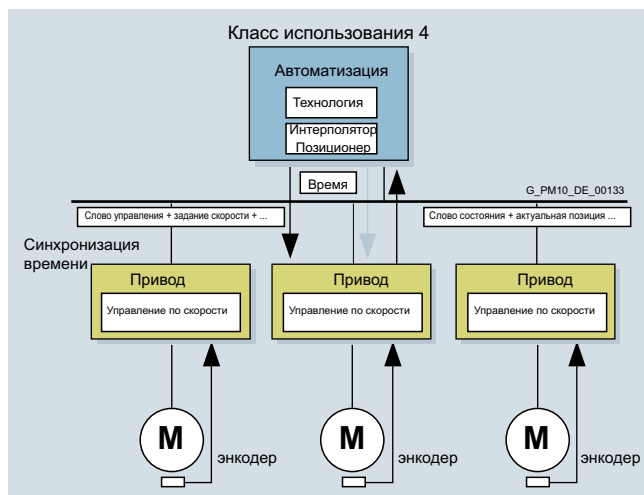 Класс использования 4
Автоматизация
Технология
Интерполятор
Позиционер
Время
G_PM10_DE_00133
Слово управления + задание скорости + ...
Слово состояния + актуальная позиция ...
Синхронизация
времени
Привод
Управление по скорости
Привод
Управление по скорости
Привод
Управление по скорости
M
энкодер
M
энкодер
M
энкодер